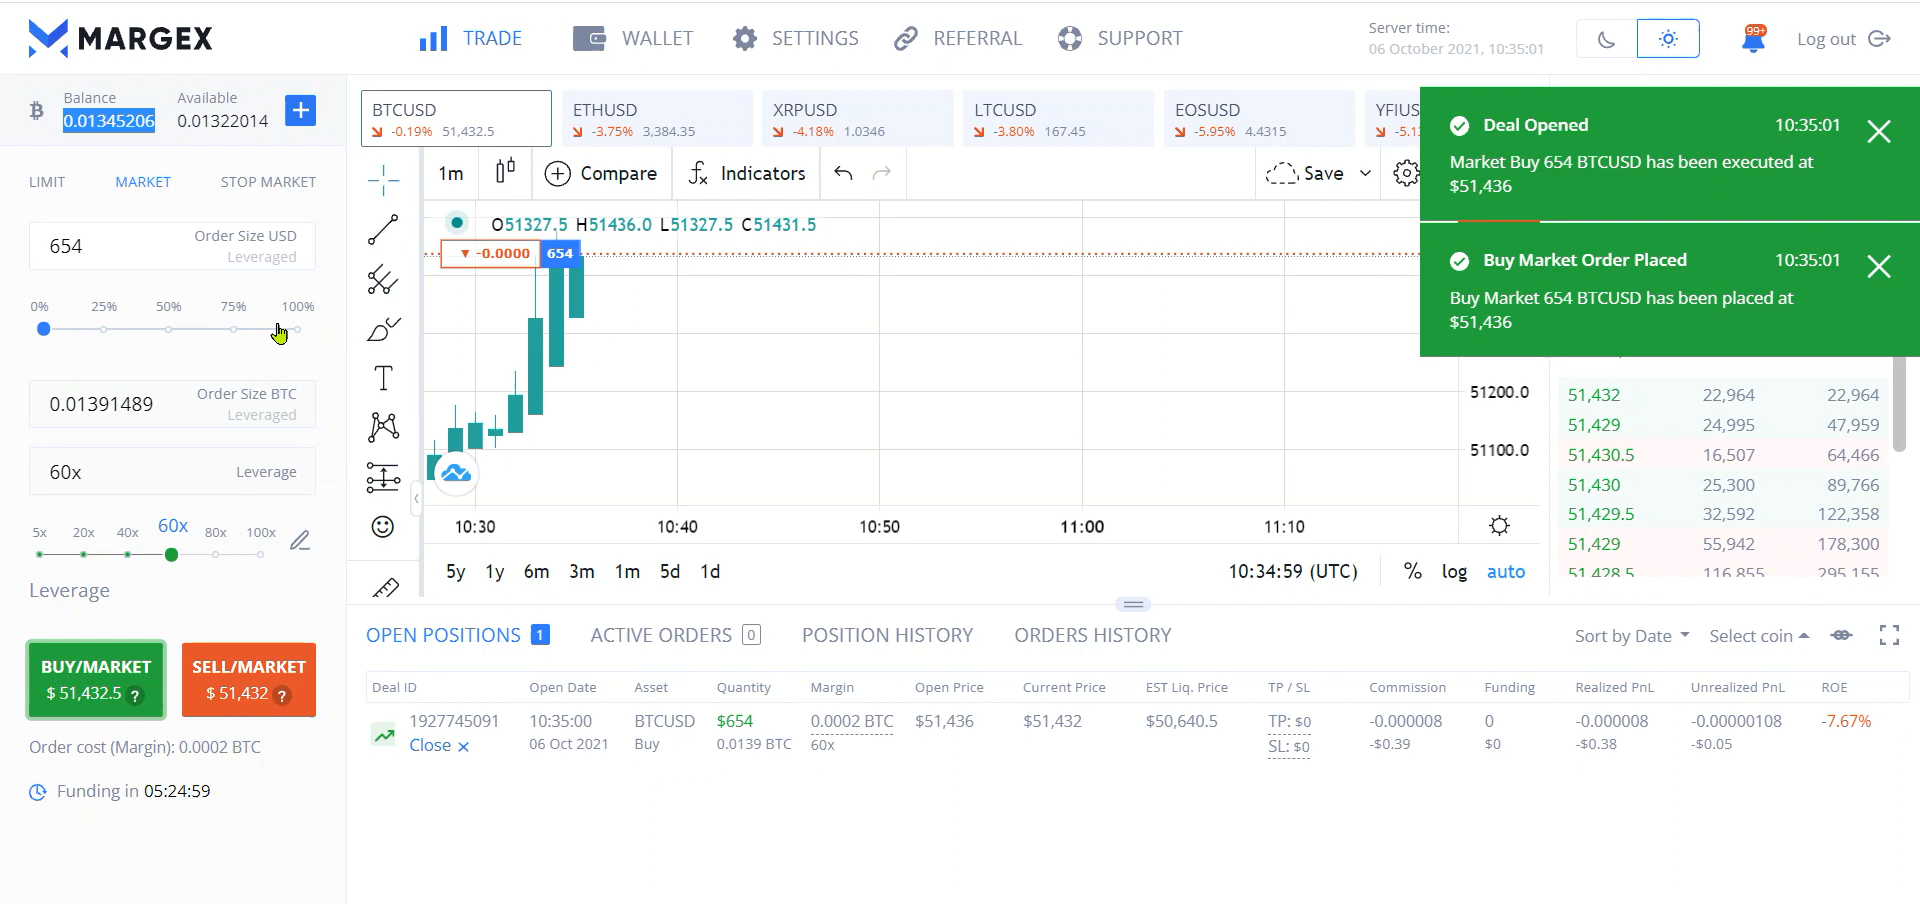 MARGEX
TRADE
WALLET
SETTINGS
REFERRAL
SUPPORT
Server time:
06 October 2021, 10:35:01
99+
Log out
Balance
0.01345206
Available
0.01322014
+
BTCUSD
-0.19% 51,432.5
ETHUSD
-3.75% 3,384.35
XRPUSD
-4.18% 1.0346
LTCUSD
-3.80% 167.45
EOSUSD
-5.95% 4.4315
Deal Opened 10:35:01
Market Buy 654 BTCUSD has been executed at
$51,436
Buy Market Order Placed 10:35:01
Buy Market 654 BTCUSD has been placed at
$51,436
LIMIT MARKET STOP MARKET
1m
Compare
Indicators
Save
O51327.5 H51436.0 L51327.5 C51431.5
-0.0000 654
654 Order Size USD
Leveraged
0% 25% 50% 75% 100%
0.01391489 Order Size BTC
Leveraged
60x Leverage
5x 20x 40x 60x 80x 100x
Leverage
BUY/MARKET
$ 51,432.5 ?
SELL/MARKET
$ 51,432 ?
Order cost (Margin): 0.0002 BTC
Funding in 05:24:59
51200.0
51100.0
10:30 10:40 10:50 11:00 11:10
5y 1y 6m 3m 1m 5d 1d
10:34:59 (UTC) % log auto
51,432 22,964 22,964
51,429 24,995 47,959
51,430.5 16,507 64,466
51,430 25,300 89,766
51,429.5 32,592 122,358
51,429 55,942 178,300
51,428.5 116,855 295,155
OPEN POSITIONS 1
ACTIVE ORDERS 0
POSITION HISTORY
ORDERS HISTORY
Sort by Date
Select coin
Deal ID Open Date Asset Quantity Margin Open Price Current Price EST Liq. Price TP / SL Commission Funding Realized PnL Unrealized PnL ROE
1927745091 10:35:00 BTCUSD $654 0.0002 BTC $51,436 $51,432 $50,640.5 TP: $0 -0.000008 0 -0.000008 -0.00000108 -7.67%
Close × 06 Oct 2021 Buy 0.0139 BTC 60x SL: $0 -$0.39 $0 -$0.38 -$0.05